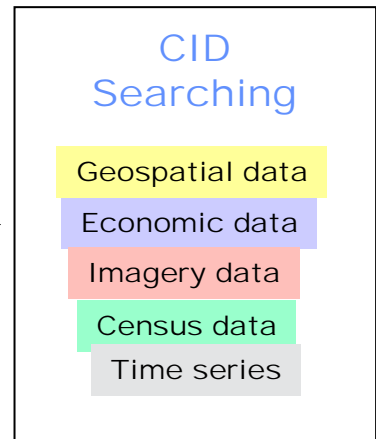 CID
Searching
Geospatial data
Economic data
Imagery data
Census data
Time series